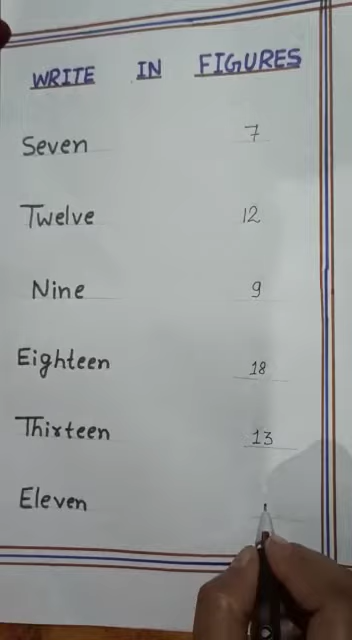 WRITE IN FIGURES
Seven 7
Twelve 12
Nine 9
Eighteen 18
Thirteen 13
Eleven